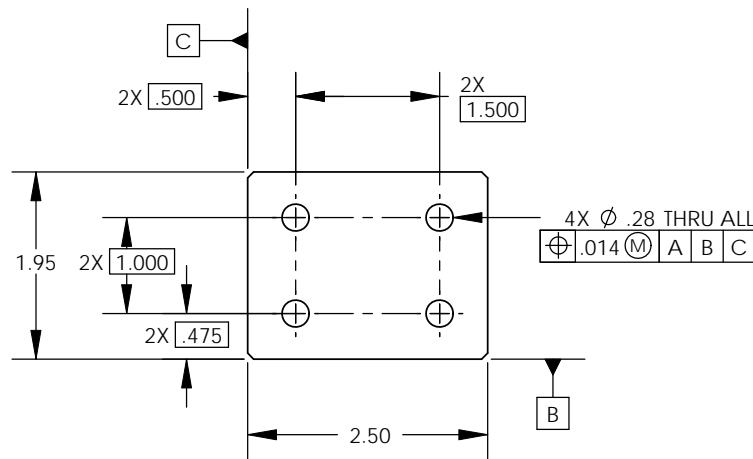 C
2X .500
2X
1.500
4X ⌀ .28 THRU ALL
⌖ .014 Ⓜ A B C
1.95
2X 1.000
2X .475
B
2.50